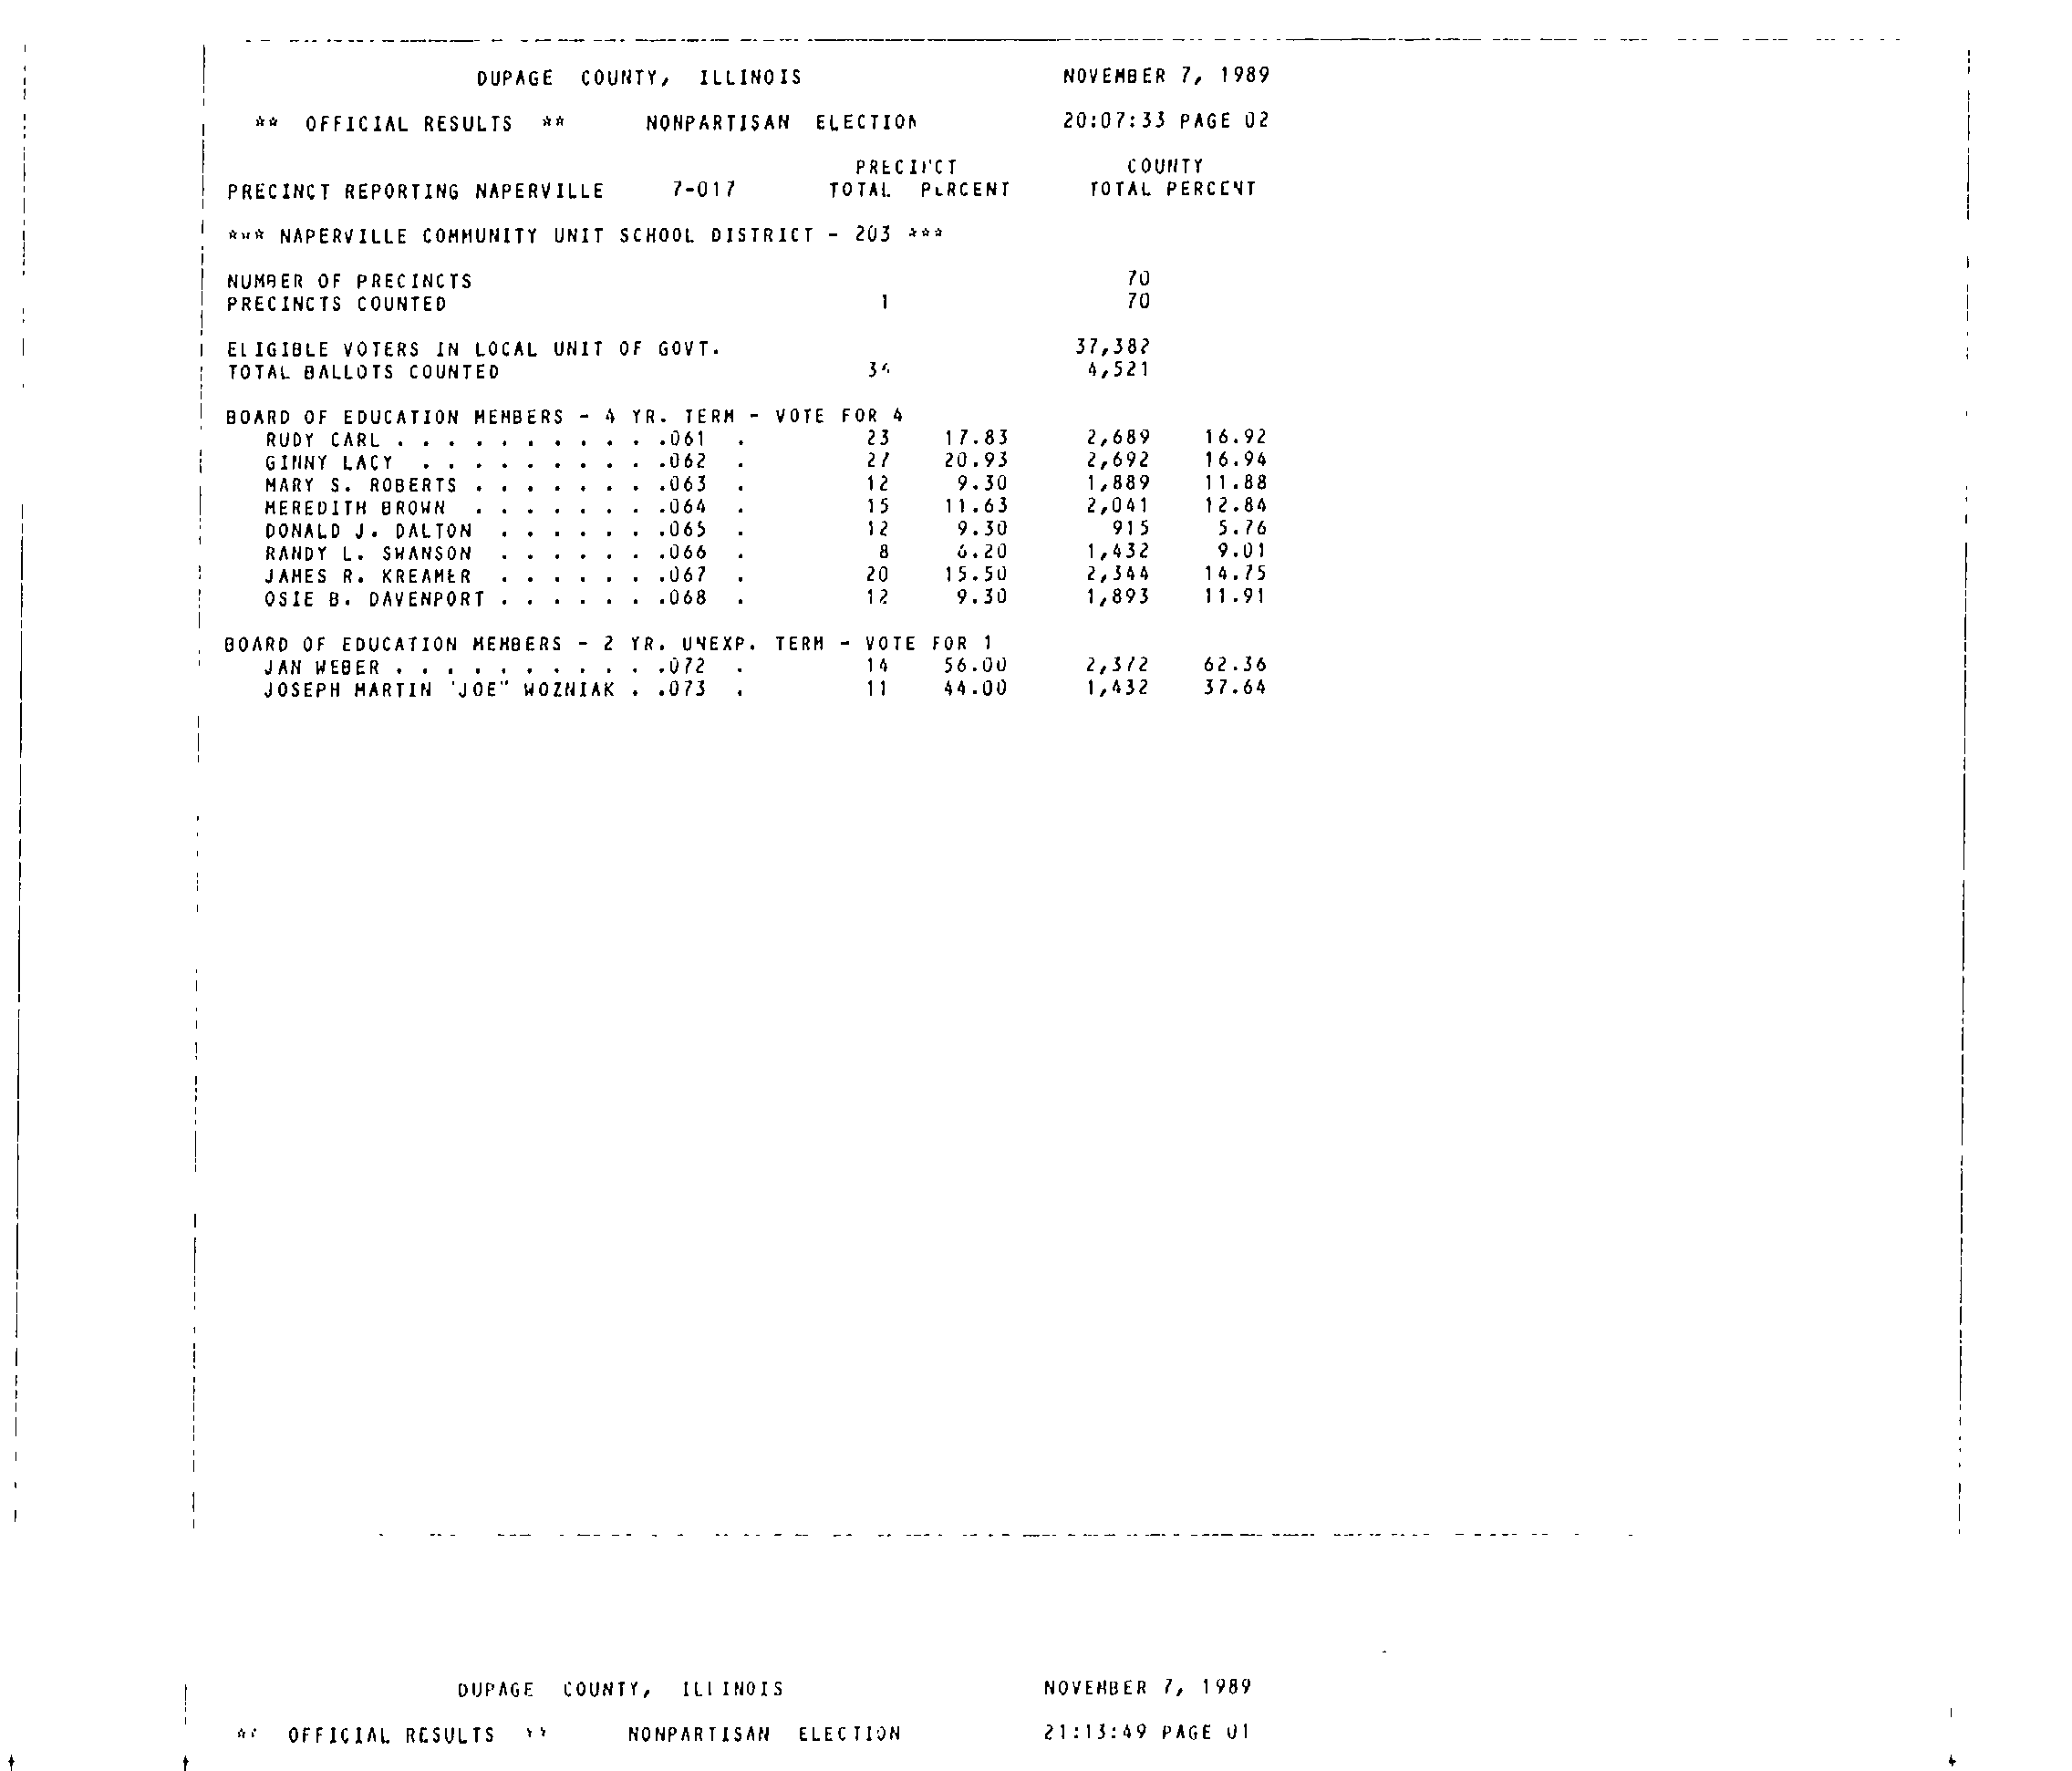 DUPAGE COUNTY, ILLINOIS NOVEMBER 7, 1989
** OFFICIAL RESULTS ** NONPARTISAN ELECTION 20:07:33 PAGE 02
PRECINCT COUNTY
PRECINCT REPORTING NAPERVILLE 7-017 TOTAL PERCENT TOTAL PERCENT
*** NAPERVILLE COMMUNITY UNIT SCHOOL DISTRICT - 203 ***
NUMBER OF PRECINCTS 70
PRECINCTS COUNTED 1 70
ELIGIBLE VOTERS IN LOCAL UNIT OF GOVT. 37,382
TOTAL BALLOTS COUNTED 4,521
BOARD OF EDUCATION MEMBERS - 4 YR. TERM - VOTE FOR 4
RUDY CARL . . . . . . . . . . .061 . 23 17.83 2,689 16.92
GINNY LACY . . . . . . . . . .062 . 27 20.93 2,692 16.94
MARY S. ROBERTS . . . . . . . .063 . 12 9.30 1,889 11.88
MEREDITH BROWN . . . . . . . .064 . 15 11.63 2,041 12.84
DONALD J. DALTON . . . . . . .065 . 12 9.30 915 5.76
RANDY L. SWANSON . . . . . . .066 . 8 6.20 1,432 9.01
JAMES R. KREAMER . . . . . . .067 . 20 15.50 2,344 14.75
OSIE B. DAVENPORT . . . . . . .068 . 12 9.30 1,893 11.91
BOARD OF EDUCATION MEMBERS - 2 YR. UNEXP. TERM - VOTE FOR 1
JAN WEBER . . . . . . . . . . .072 . 14 56.00 2,372 62.36
JOSEPH MARTIN "JOE" WOZNIAK . .073 . 11 44.00 1,432 37.64
DUPAGE COUNTY, ILLINOIS NOVEMBER 7, 1989
** OFFICIAL RESULTS ** NONPARTISAN ELECTION 21:13:49 PAGE 01